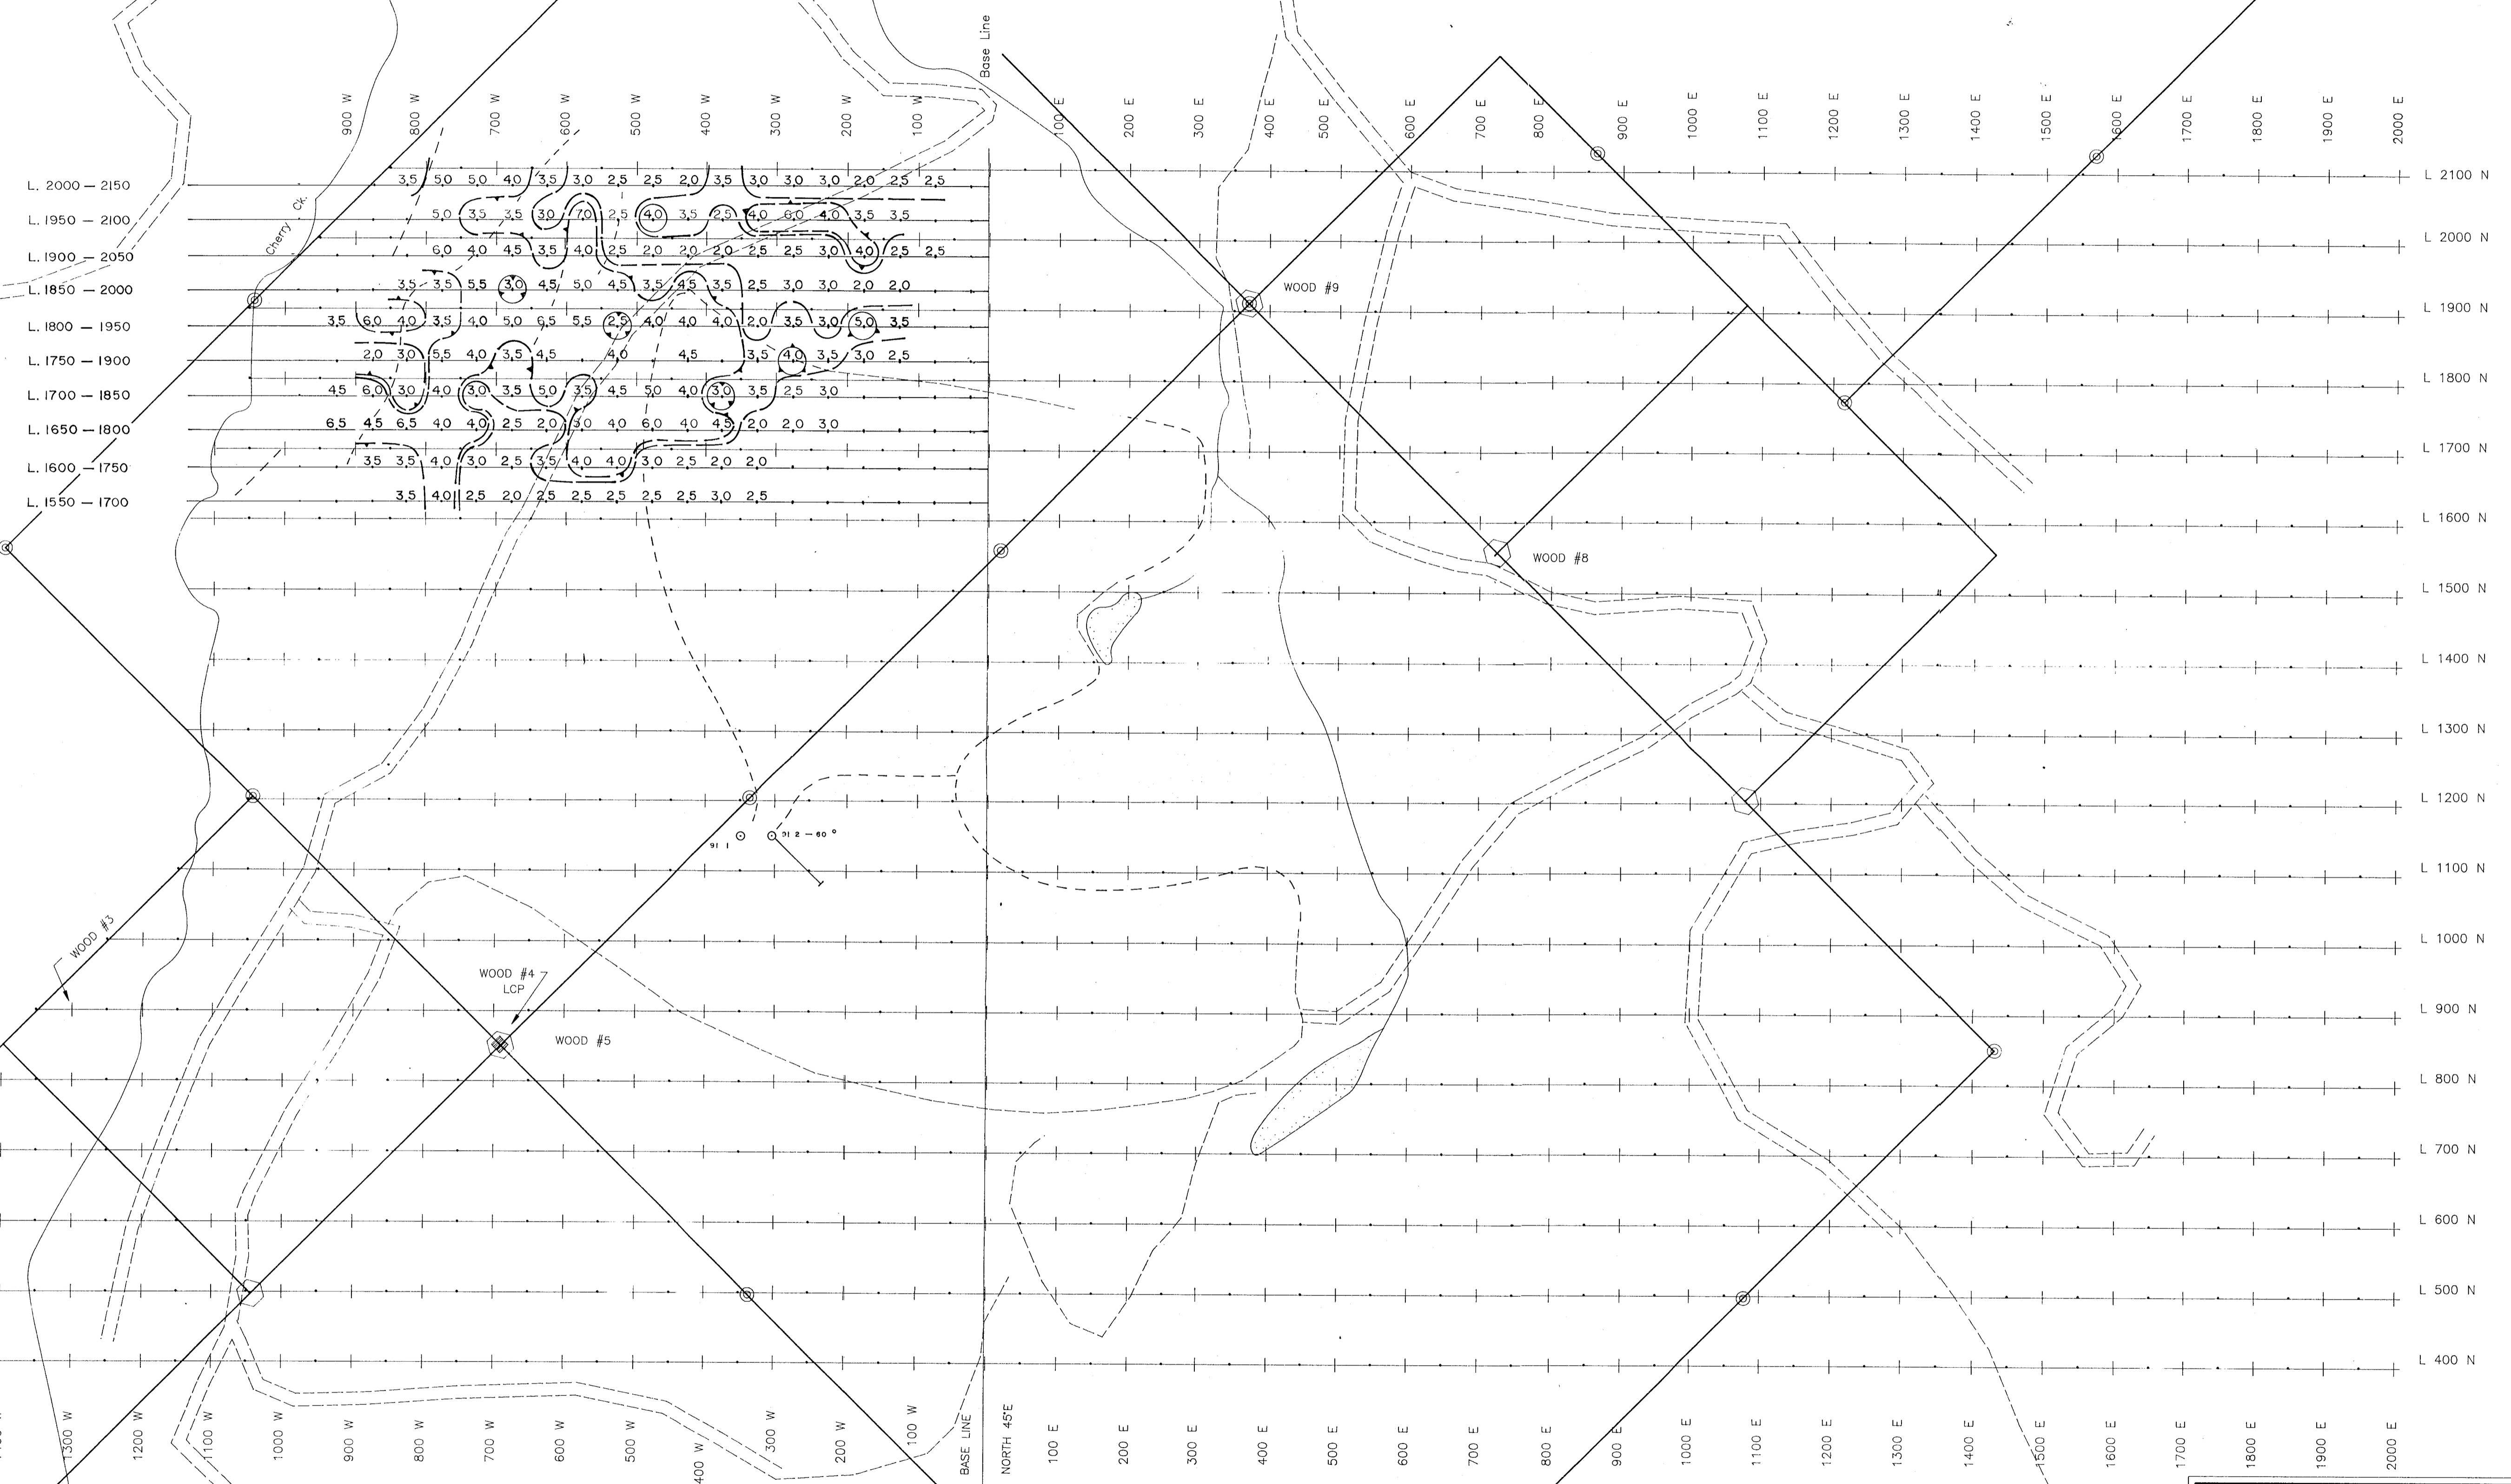 Base Line
900 W 800 W 700 W 600 W 500 W 400 W 300 W 200 W 100 W 100 E 200 E 300 E 400 E 500 E 600 E 700 E 800 E 900 E 1000 E 1100 E 1200 E 1300 E 1400 E 1500 E 1600 E 1700 E 1800 E 1900 E 2000 E
L. 2000 – 2150 3,5 5,0 5,0 4,0 3,5 3,0 2,5 2,5 2,0 3,5 3,0 3,0 3,0 2,0 2,5 2,5 L 2100 N
L. 1950 – 2100 5,0 3,5 3,5 3,0 7,0 2,5 4,0 3,5 2,5 4,0 6,0 4,0 3,5 3,5
Cherry Ck.
L 2000 N
L. 1900 – 2050 6,0 4,0 4,5 3,5 4,0 2,5 2,0 2,0 2,0 2,5 2,5 3,0 4,0 2,5 2,5
L. 1850 – 2000 3,5 3,5 5,5 3,0 4,5 5,0 4,5 3,5 4,5 3,5 2,5 3,0 3,0 2,0 2,0
WOOD #9
L 1900 N
L. 1800 – 1950 3,5 6,0 4,0 3,5 4,0 5,0 6,5 5,5 2,5 4,0 4,0 4,0 2,0 3,5 3,0 5,0 3,5
L. 1750 – 1900 2,0 3,0 5,5 4,0 3,5 4,5 4,0 4,5 3,5 4,0 3,5 3,0 2,5
L 1800 N
L. 1700 – 1850 4,5 6,0 3,0 4,0 3,0 3,5 5,0 3,5 4,5 5,0 4,0 3,0 3,5 2,5 3,0
L. 1650 – 1800 6,5 4,5 6,5 4,0 4,0 2,5 2,0 3,0 4,0 6,0 4,0 4,5 2,0 2,0 3,0
L 1700 N
L. 1600 – 1750 3,5 3,5 4,0 3,0 2,5 3,5 4,0 4,0 3,0 2,5 2,0 2,0
L. 1550 – 1700 3,5 4,0 2,5 2,0 2,5 2,5 2,5 2,5 2,5 3,0 2,5
L 1600 N
WOOD #8
L 1500 N
L 1400 N
L 1300 N
L 1200 N
91 2 – 60 °
91 1
L 1100 N
WOOD #3
L 1000 N
WOOD #4
LCP
L 900 N
WOOD #5
L 800 N
L 700 N
L 600 N
L 500 N
L 400 N
1300 W 1200 W 1100 W 1000 W 900 W 800 W 700 W 600 W 500 W 400 W 300 W 200 W 100 W BASE LINE NORTH 45°E 100 E 200 E 300 E 400 E 500 E 600 E 700 E 800 E 900 E 1000 E 1100 E 1200 E 1300 E 1400 E 1500 E 1600 E 1700 E 1800 E 1900 E 2000 E